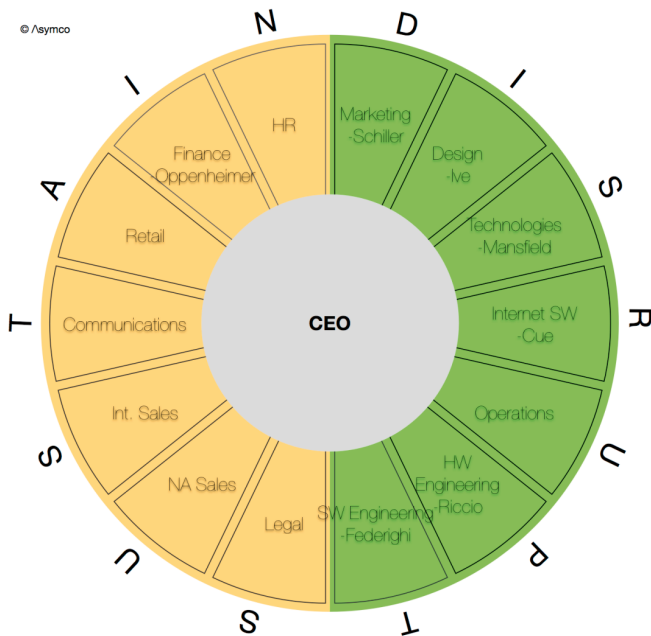 © Λsymco
D
I
S
R
U
P
T
Marketing
-Schiller
Design
-Ive
Technologies
-Mansfield
Internet SW
-Cue
Operations
HW
Engineering
-Riccio
SW Engineering
-Federighi
S
U
S
T
A
I
N
Legal
NA Sales
Int. Sales
Communications
Retail
Finance
-Oppenheimer
HR
CEO